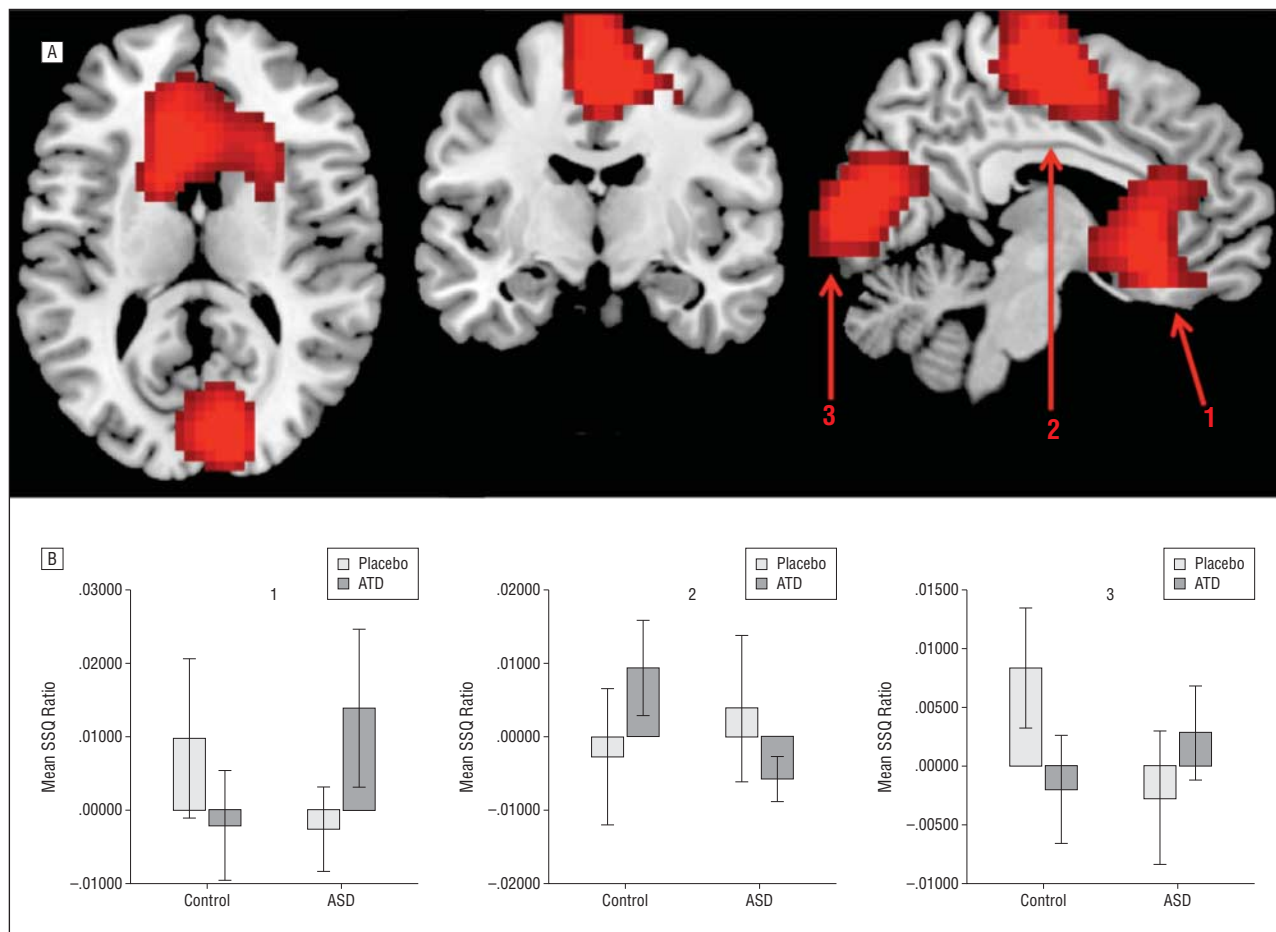 A
3
2
1
B
Placebo
ATD
1
.03000
.02000
.01000
.00000
–.01000
Mean SSQ Ratio
Control
ASD
Placebo
ATD
2
.02000
.01000
.00000
–.01000
–.02000
Mean SSQ Ratio
Control
ASD
Placebo
ATD
3
.01500
.01000
.00500
.00000
–.00500
–.01000
Mean SSQ Ratio
Control
ASD